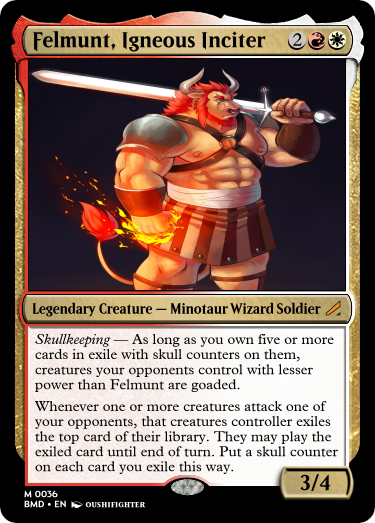 Felmunt, Igneous Inciter 2
Legendary Creature — Minotaur Wizard Soldier
Skullkeeping — As long as you own five or more
cards in exile with skull counters on them,
creatures your opponents control with lesser
power than Felmunt are goaded.
Whenever one or more creatures attack one of
your opponents, that creatures controller exiles
the top card of their library. They may play the
exiled card until end of turn. Put a skull counter
on each card you exile this way.
3/4
M 0036
BMD • EN OUSHIFIGHTER